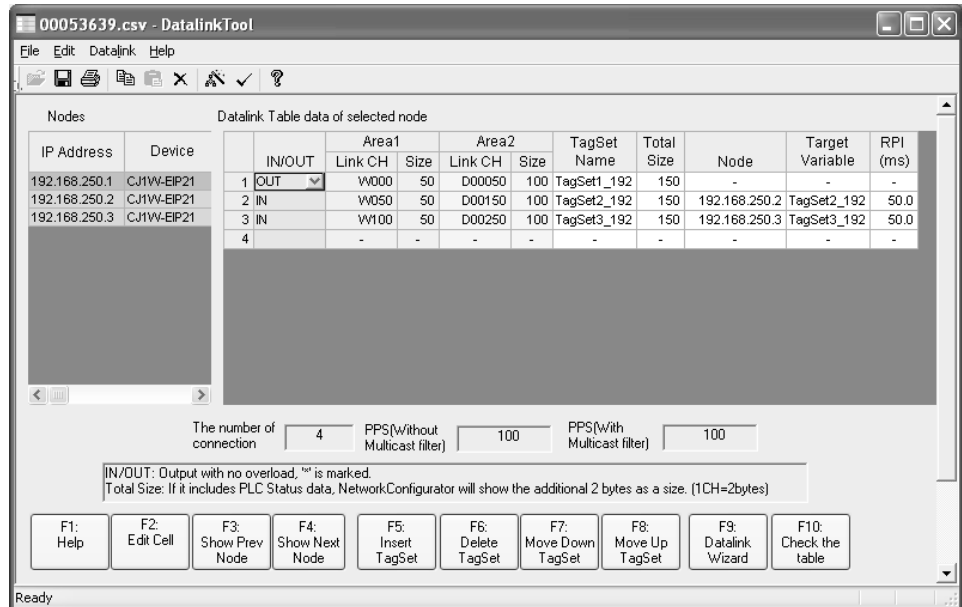 00053639.csv - DatalinkTool
File Edit Datalink Help
Nodes
Datalink Table data of selected node
IP Address Device
192.168.250.1 CJ1W-EIP21
192.168.250.2 CJ1W-EIP21
192.168.250.3 CJ1W-EIP21
Area1 Area2 TagSet Total Target RPI
IN/OUT Link CH Size Link CH Size Name Size Node Variable (ms)
1 OUT W000 50 D00050 100 TagSet1_192 150 - - -
2 IN W050 50 D00150 100 TagSet2_192 150 192.168.250.2 TagSet2_192 50.0
3 IN W100 50 D00250 100 TagSet3_192 150 192.168.250.3 TagSet3_192 50.0
4 - - - - - - - - -
The number of connection 4 PPS(Without Multicast filter) 100 PPS(With Multicast filter) 100
IN/OUT: Output with no overload, '*' is marked.
Total Size: If it includes PLC Status data, NetworkConfigurator will show the additional 2 bytes as a size. (1CH=2bytes)
F1: Help
F2: Edit Cell
F3: Show Prev Node
F4: Show Next Node
F5: Insert TagSet
F6: Delete TagSet
F7: Move Down TagSet
F8: Move Up TagSet
F9: Datalink Wizard
F10: Check the table
Ready